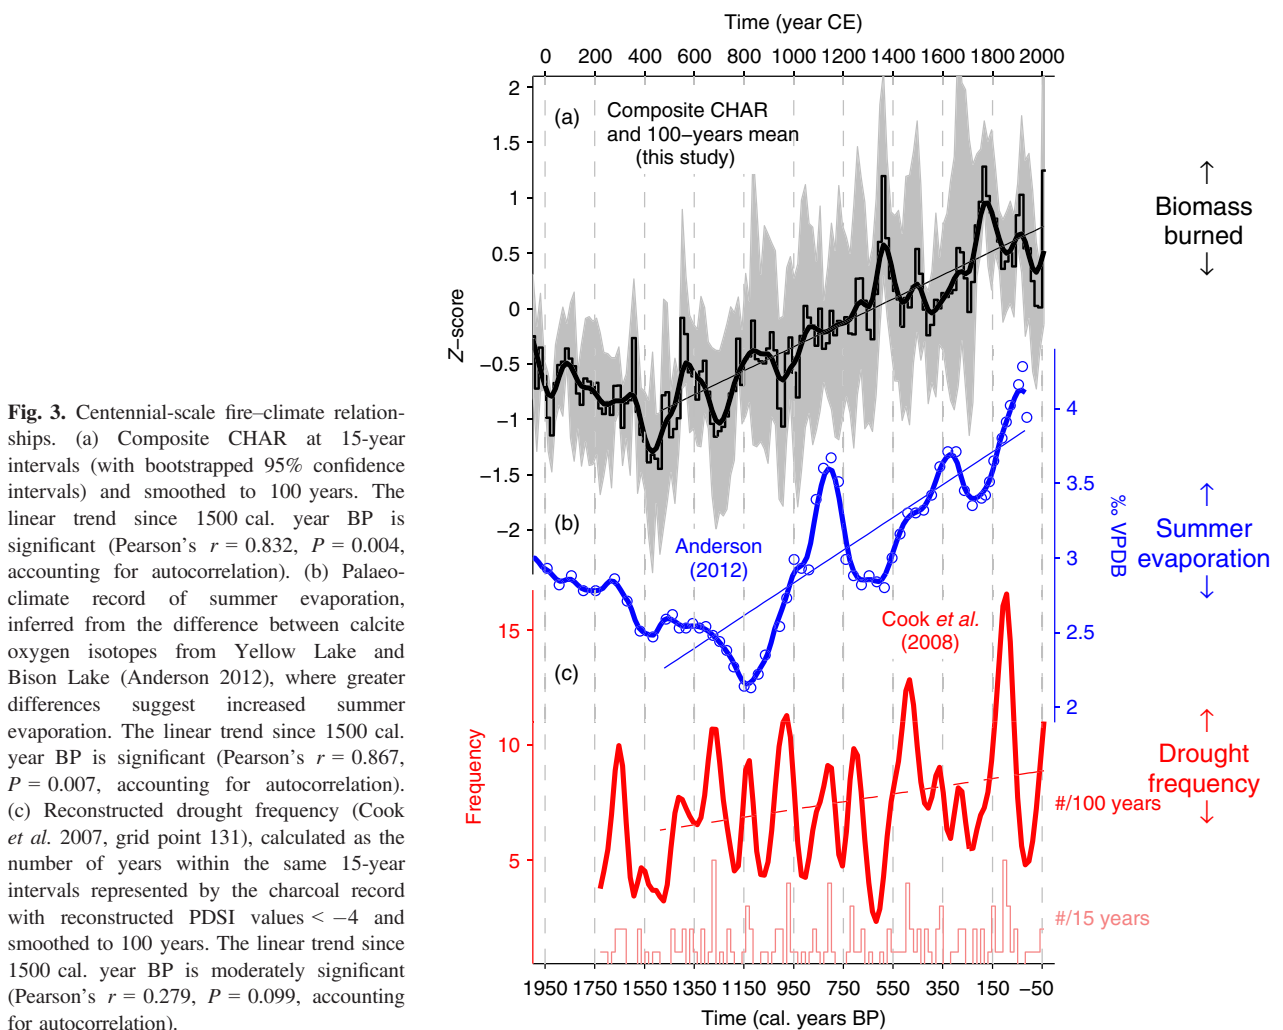 Fig. 3. Centennial-scale fire–climate relation-
ships. (a) Composite CHAR at 15-year
intervals (with bootstrapped 95% confidence
intervals) and smoothed to 100 years. The
linear trend since 1500 cal. year BP is
significant (Pearson's r = 0.832, P = 0.004,
accounting for autocorrelation). (b) Palaeo-
climate record of summer evaporation,
inferred from the difference between calcite
oxygen isotopes from Yellow Lake and
Bison Lake (Anderson 2012), where greater
differences suggest increased summer
evaporation. The linear trend since 1500 cal.
year BP is significant (Pearson's r = 0.867,
P = 0.007, accounting for autocorrelation).
(c) Reconstructed drought frequency (Cook
et al. 2007, grid point 131), calculated as the
number of years within the same 15-year
intervals represented by the charcoal record
with reconstructed PDSI values < −4 and
smoothed to 100 years. The linear trend since
1500 cal. year BP is moderately significant
(Pearson's r = 0.279, P = 0.099, accounting
for autocorrelation).
Time (year CE)
0 200 400 600 800 1000 1200 1400 1600 1800 2000
(a)
Composite CHAR
and 100−years mean
(this study)
2
1.5
1
0.5
0
−0.5
−1
−1.5
−2
Z−score
↑
Biomass
burned
↓
(b)
Anderson
(2012)
4
3.5
3
2.5
2
‰ VPDB
↑
Summer
evaporation
↓
(c)
Cook et al.
(2008)
15
10
5
Frequency
#/100 years
#/15 years
↑
Drought
frequency
↓
1950 1750 1550 1350 1150 950 750 550 350 150 −50
Time (cal. years BP)